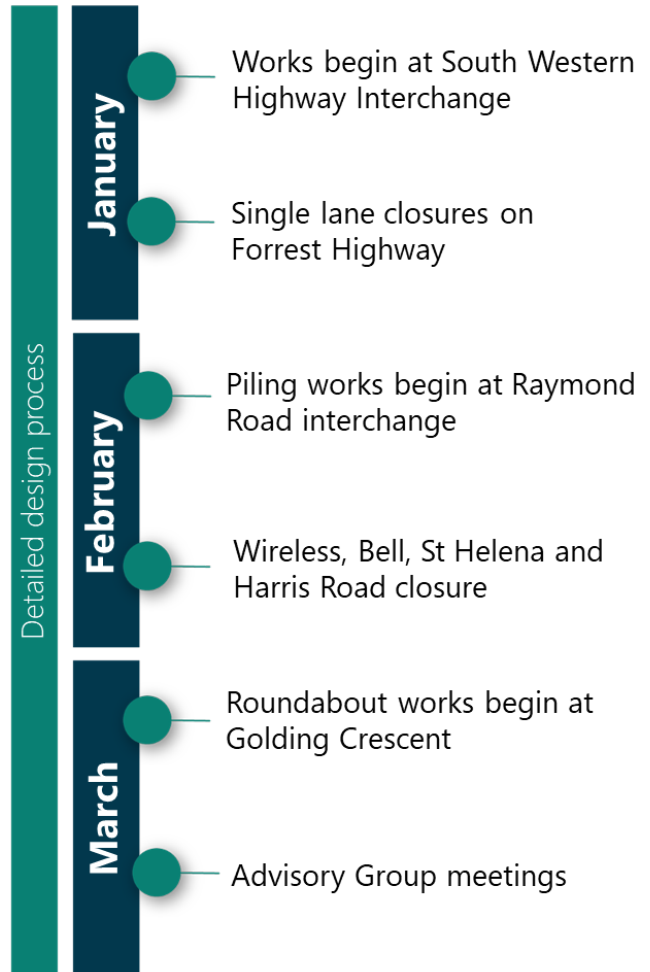 Detailed design process
January
Works begin at South Western
Highway Interchange
Single lane closures on
Forrest Highway
February
Piling works begin at Raymond
Road interchange
Wireless, Bell, St Helena and
Harris Road closure
March
Roundabout works begin at
Golding Crescent
Advisory Group meetings